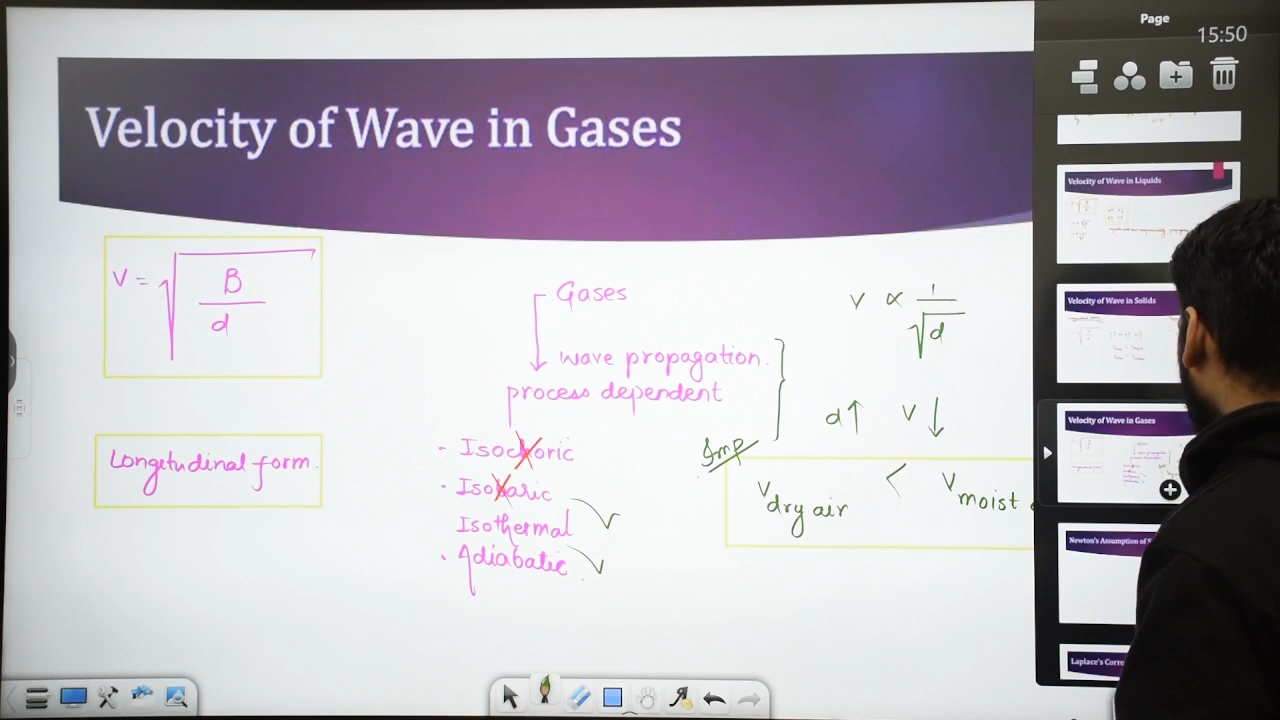 Page
15:50
Velocity of Wave in Gases
V = √ B / d
Longitudinal form.
Gases
wave propagation.
process dependent
- Isochoric
· Isobaric
Isothermal
· Adiabatic
v ∝ 1 / √d
d↑ v↓
Imp
V dry air < V moist
Velocity of Wave in Liquids
Velocity of Wave in Solids
Velocity of Wave in Gases
Newton's Assumption of
Laplace's Corre